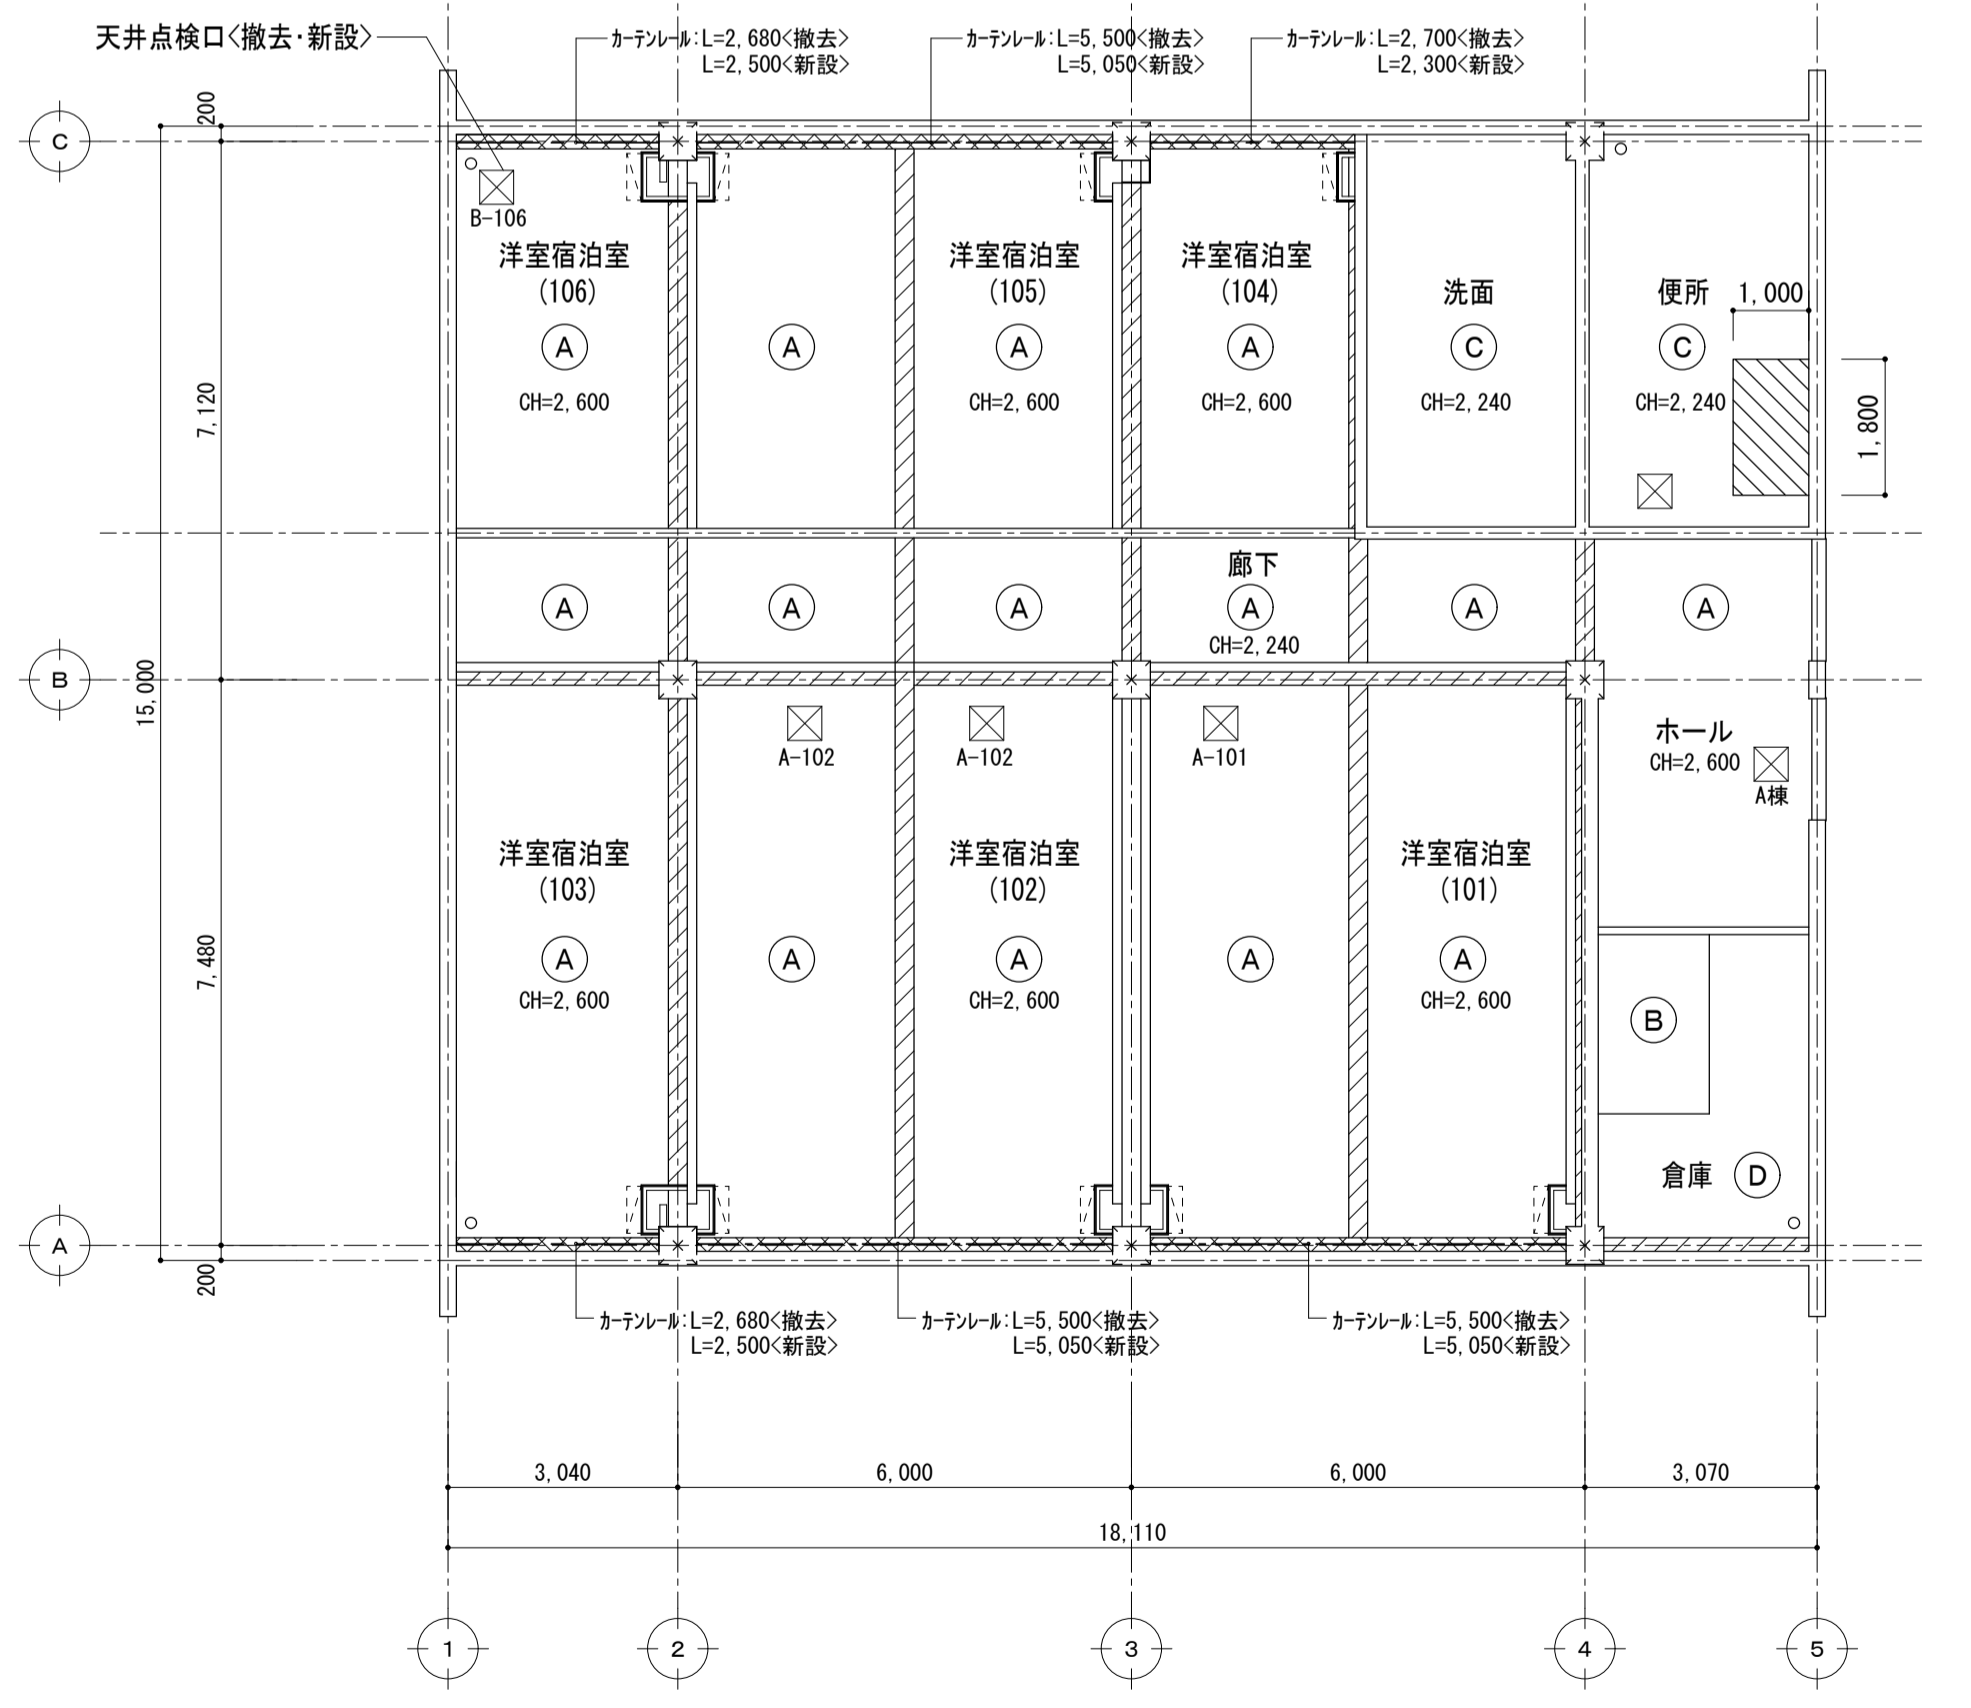 天井点検口<撤去・新設>
カーテンレール:L=2,680<撤去>
L=2,500<新設>
カーテンレール:L=5,500<撤去>
L=5,050<新設>
カーテンレール:L=2,700<撤去>
L=2,300<新設>
200
C
B-106
洋室宿泊室
(106)
A
CH=2,600
A
洋室宿泊室
(105)
A
CH=2,600
洋室宿泊室
(104)
A
CH=2,600
洗面
C
CH=2,240
便所
C
CH=2,240
1,000
1,800
7,120
15,000
A
A
A
廊下
A
CH=2,240
A
A
B
A-102
A-102
A-101
ホール
CH=2,600
A棟
洋室宿泊室
(103)
A
CH=2,600
A
洋室宿泊室
(102)
A
CH=2,600
A
洋室宿泊室
(101)
A
CH=2,600
B
倉庫
D
7,480
A
200
カーテンレール:L=2,680<撤去>
L=2,500<新設>
カーテンレール:L=5,500<撤去>
L=5,050<新設>
カーテンレール:L=5,500<撤去>
L=5,050<新設>
3,040
6,000
6,000
3,070
18,110
1
2
3
4
5